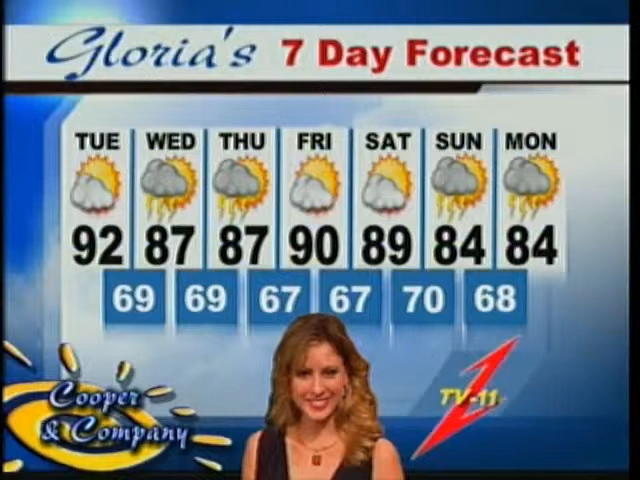 Gloria's 7 Day Forecast
TUE WED THU FRI SAT SUN MON
92 87 87 90 89 84 84
69 69 67 67 70 68
TV-11
Cooper
& Company